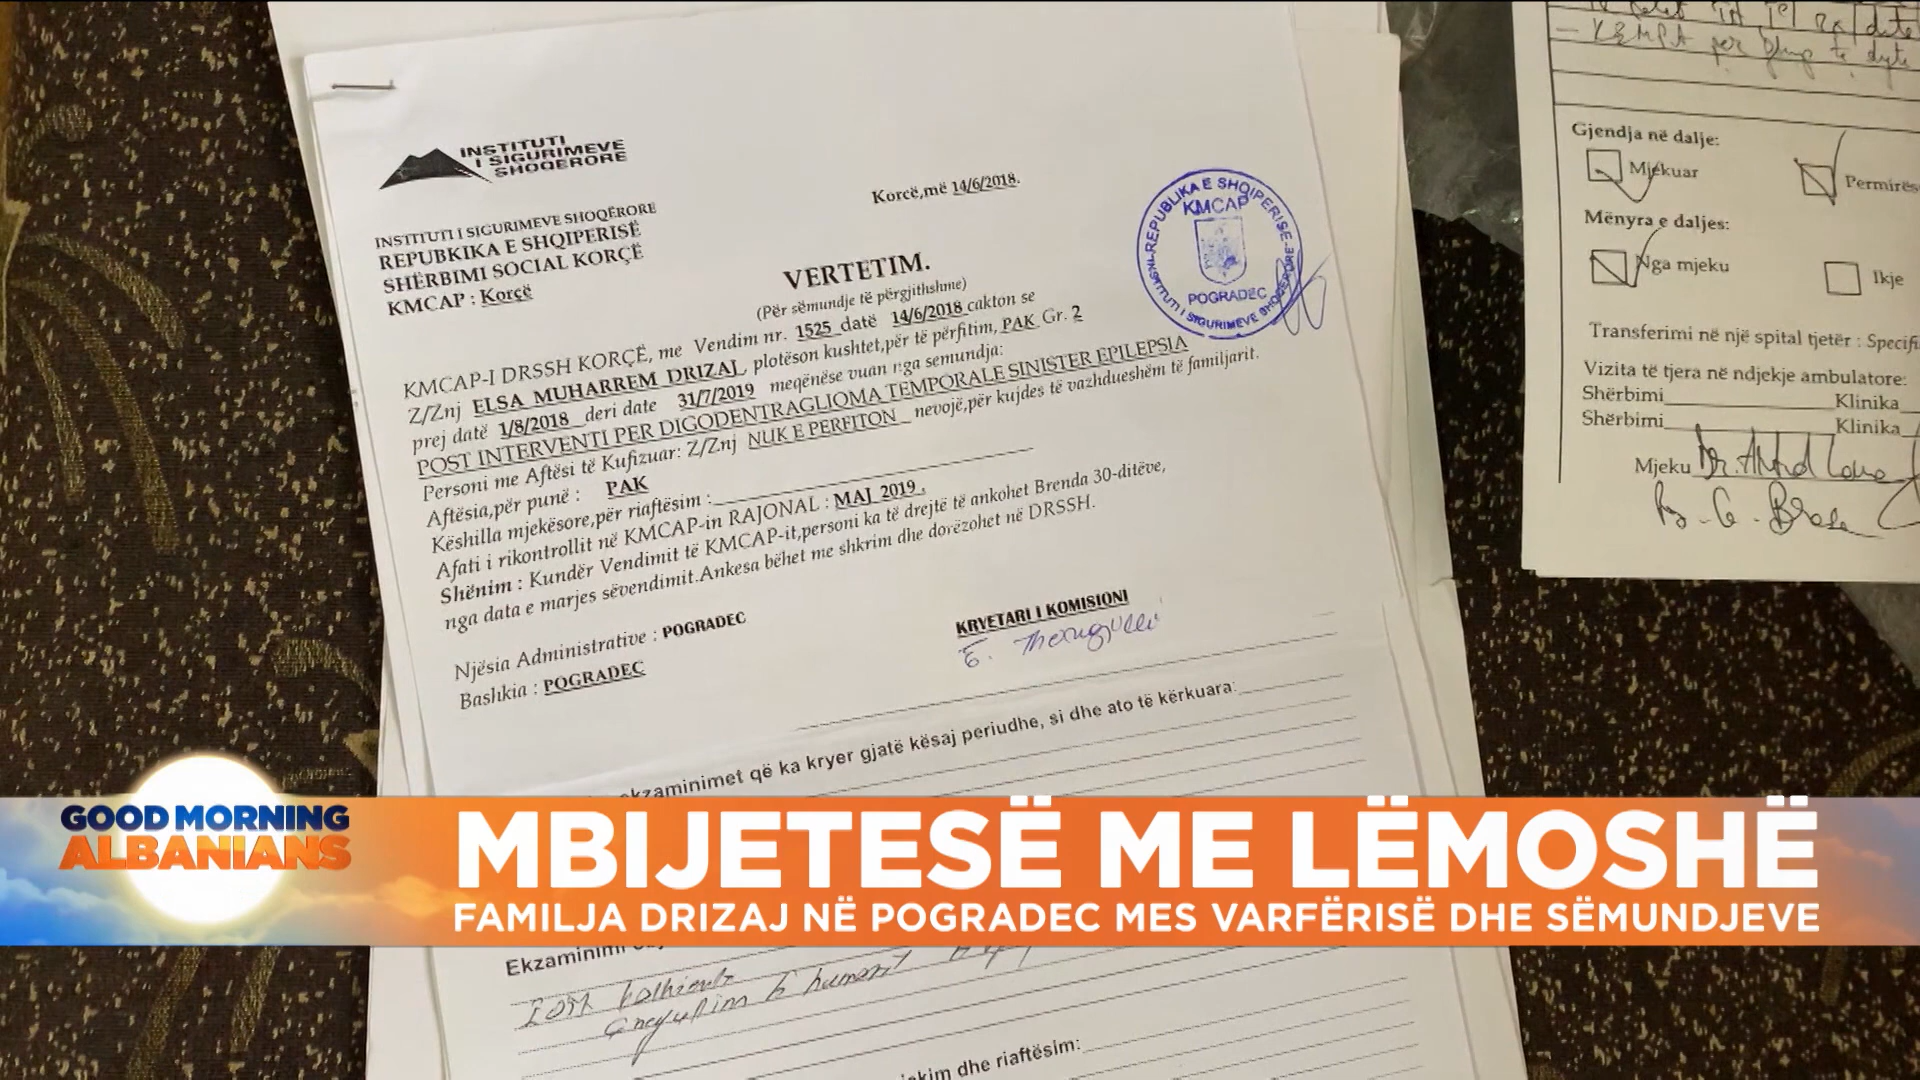 INSTITUTI
I SIGURIMEVE
SHOQERORE
Korcë,më 14/6/2018.
INSTITUTI I SIGURIMEVE SHOQËRORE
REPUBKIKA E SHQIPERISË
SHËRBIMI SOCIAL KORÇË
KMCAP : Korçë
REPUBLIKA E SHQIPERISE
KMCAP
POGRADEC
INSTITUTI I SIGURIMEVE SHOQERORE
VERTETIM.
(Për sëmundje të përgjithshme)
KMCAP-I DRSSH KORÇË, me Vendim nr. 1525 datë 14/6/2018 cakton se
Z/Znj ELSA MUHARREM DRIZAJ, plotëson kushtet,për të përfitim, PAK Gr. 2
prej datë 1/8/2018 deri date 31/7/2019 meqënëse vuan nga semundja:
POST INTERVENTI PER DIGODENTRAGLIOMA TEMPORALE SINISTER EPILEPSIA
Personi me Aftësi të Kufizuar: Z/Znj NUK E PERFITON nevojë,për kujdes të vazhdueshëm të familjarit.
Aftësia,për punë : PAK
Këshilla mjekësore,për riaftësim :
Afati i rikontrollit në KMCAP-in RAJONAL : MAJ 2019.
Shënim : Kundër Vendimit të KMCAP-it,personi ka të drejtë të ankohet Brenda 30-ditëve,
nga data e marjes sëvendimit.Ankesa bëhet me shkrim dhe dorëzohet në DRSSH.
Njësia Administrative : POGRADEC
Bashkia : POGRADEC
KRYETARI I KOMISIONI
ekzaminimet që ka kryer gjatë kësaj periudhe, si dhe ato të kërkuara:
Gjendja në dalje:
Mjekuar
Mënyra e daljes:
Nga mjeku
Ikje
Transferimi në një spital tjetër :
Vizita të tjera në ndjekje ambulatore:
Shërbimi Klinika
Shërbimi Klinika
Mjeku
GOOD MORNING
ALBANIANS
MBIJETESË ME LËMOSHË
FAMILJA DRIZAJ NË POGRADEC MES VARFËRISË DHE SËMUNDJEVE
Ekzaminimi
dhe riaftësim: